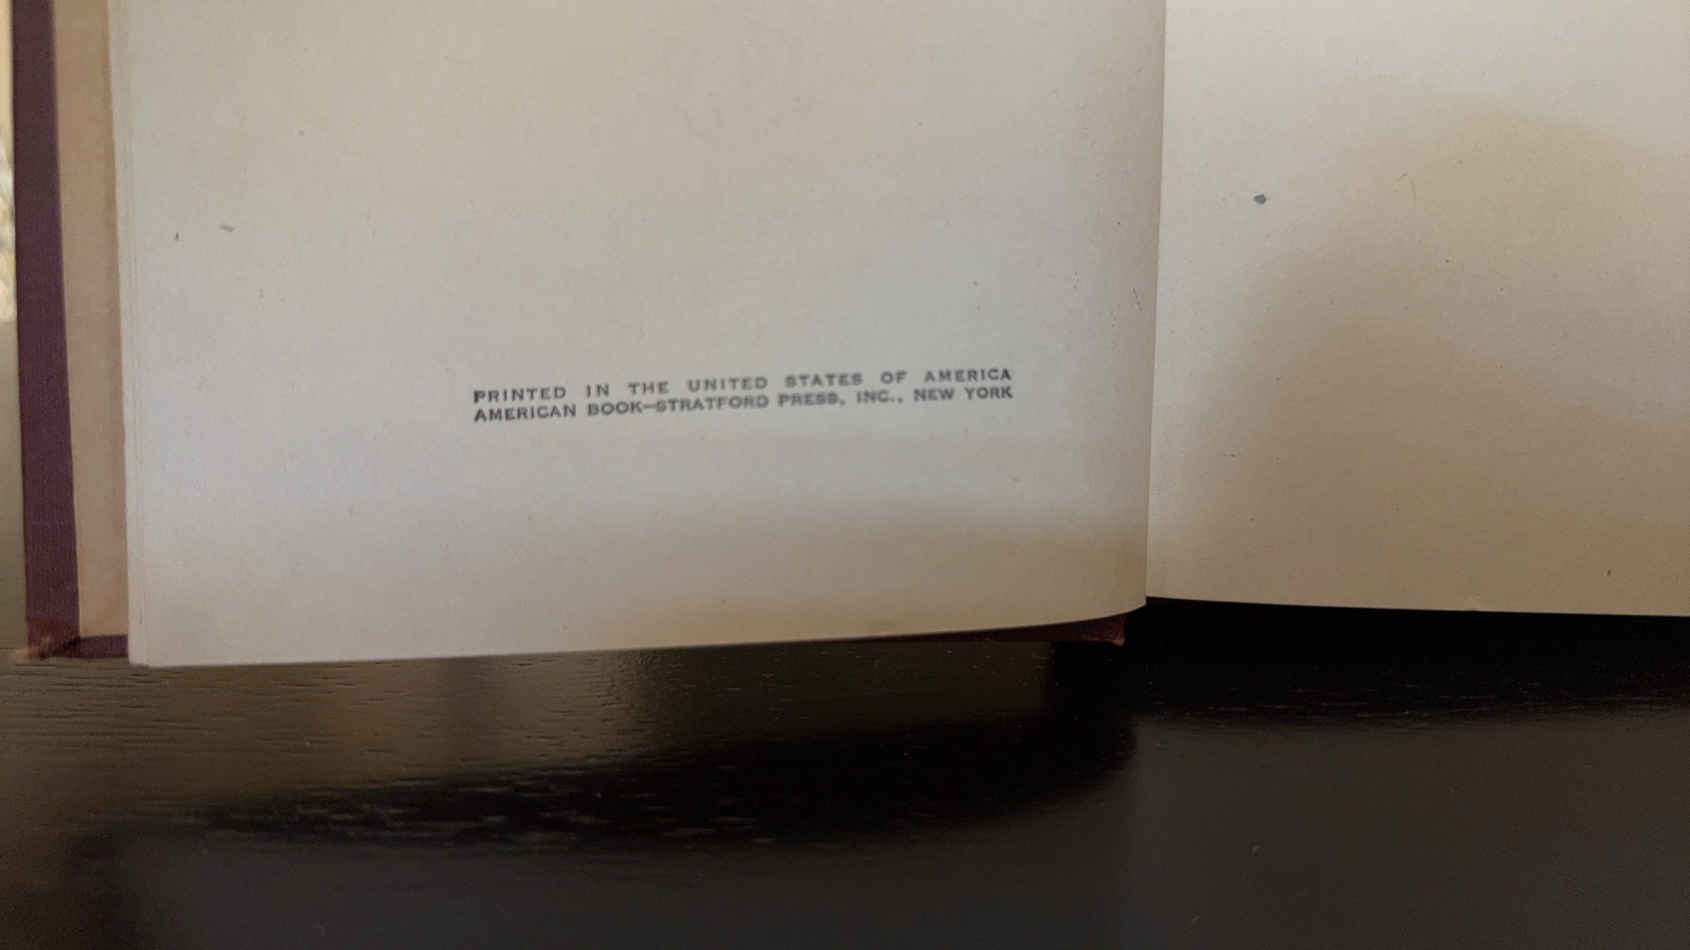 PRINTED IN THE UNITED STATES OF AMERICA
AMERICAN BOOK—STRATFORD PRESS, INC., NEW YORK